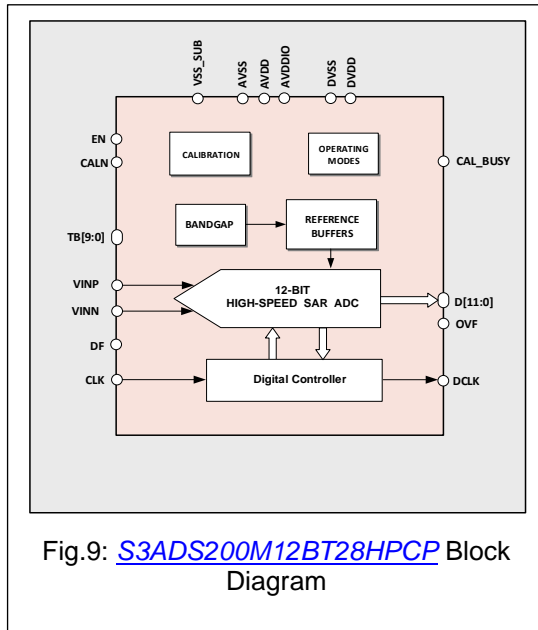 VSS_SUB
AVSS
AVDD
AVDDIO
DVSS
DVDD
EN
CALN
CALIBRATION
OPERATING
MODES
CAL_BUSY
TB[9:0]
BANDGAP
REFERENCE
BUFFERS
VINP
VINN
12-BIT
HIGH-SPEED SAR ADC
D[11:0]
OVF
DF
CLK
Digital Controller
DCLK
Fig.9: S3ADS200M12BT28HPCP Block
Diagram